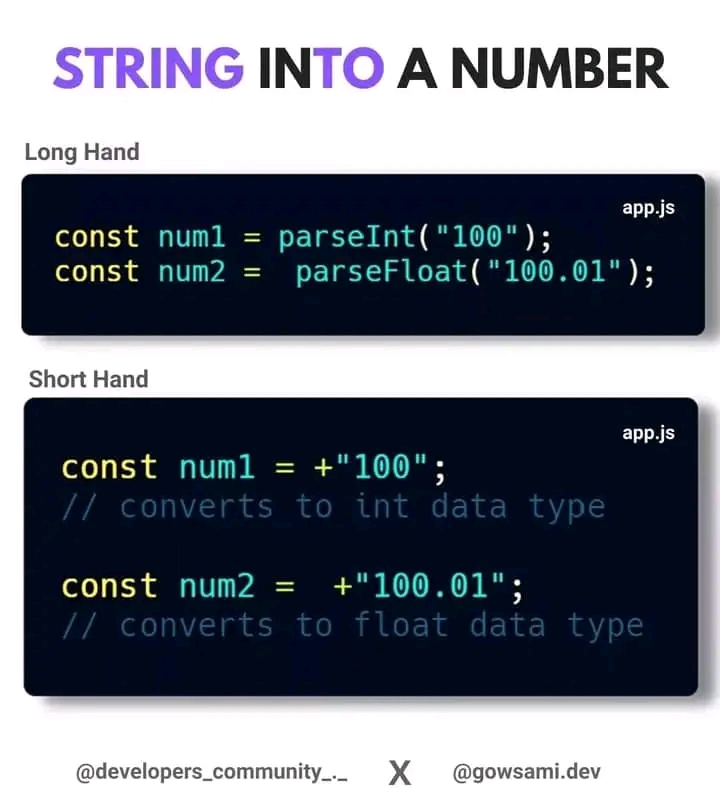 STRING INTO A NUMBER
Long Hand
app.js
const num1 = parseInt("100");
const num2 =  parseFloat("100.01");
Short Hand
app.js
const num1 = +"100";
// converts to int data type
const num2 =  +"100.01";
// converts to float data type
@developers_community_._ X @gowsami.dev